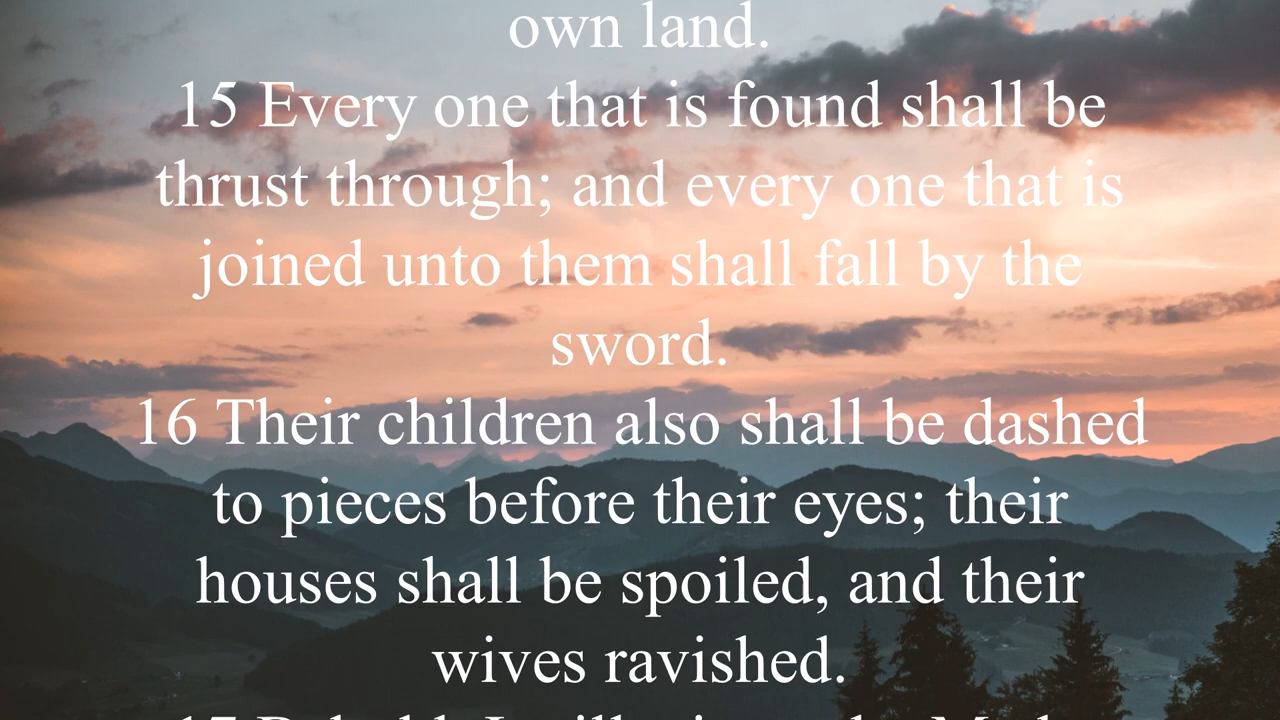 own land.
15 Every one that is found shall be
thrust through; and every one that is
joined unto them shall fall by the
sword.
16 Their children also shall be dashed
to pieces before their eyes; their
houses shall be spoiled, and their
wives ravished.